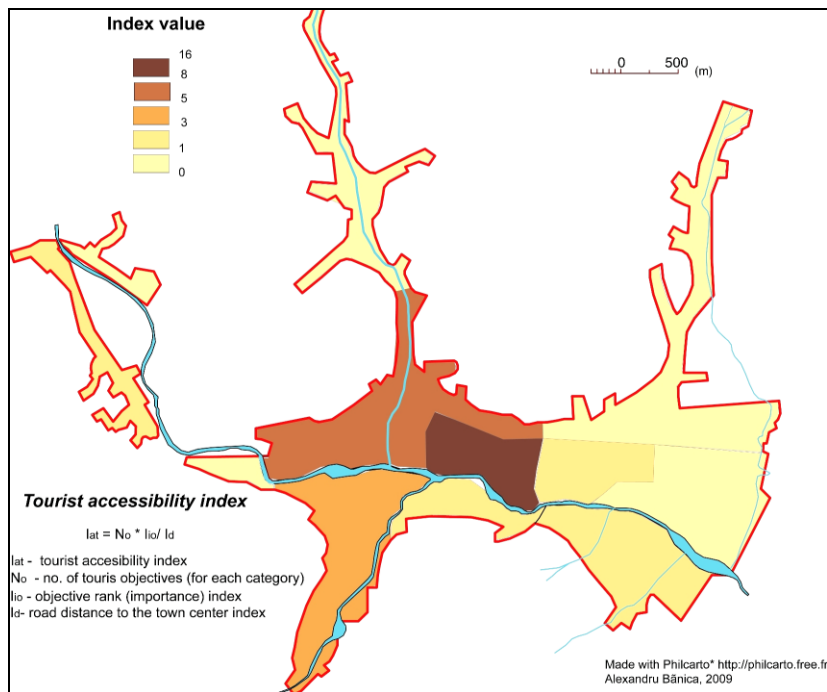 Index value
16
8
5
3
1
0
0 500 (m)
Tourist accessibility index
Iat = No * Iio/ Id
Iat - tourist accesibility index
No - no. of touris objectives (for each category)
Iio - objective rank (importance) index
Id- road distance to the town center index
Made with Philcarto* http://philcarto.free.fr
Alexandru Bănica, 2009